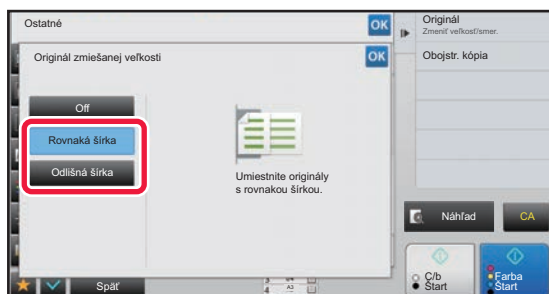 Ostatné
OK
Originál zmiešanej veľkosti
OK
Off
Rovnaká šírka
Odlišná šírka
Umiestnite originály
s rovnakou šírkou.
Originál
Zmeniť veľkosť/smer.
Obojstr. kópia
Náhľad
CA
Č/b
Štart
Farba
Štart
Späť
A3